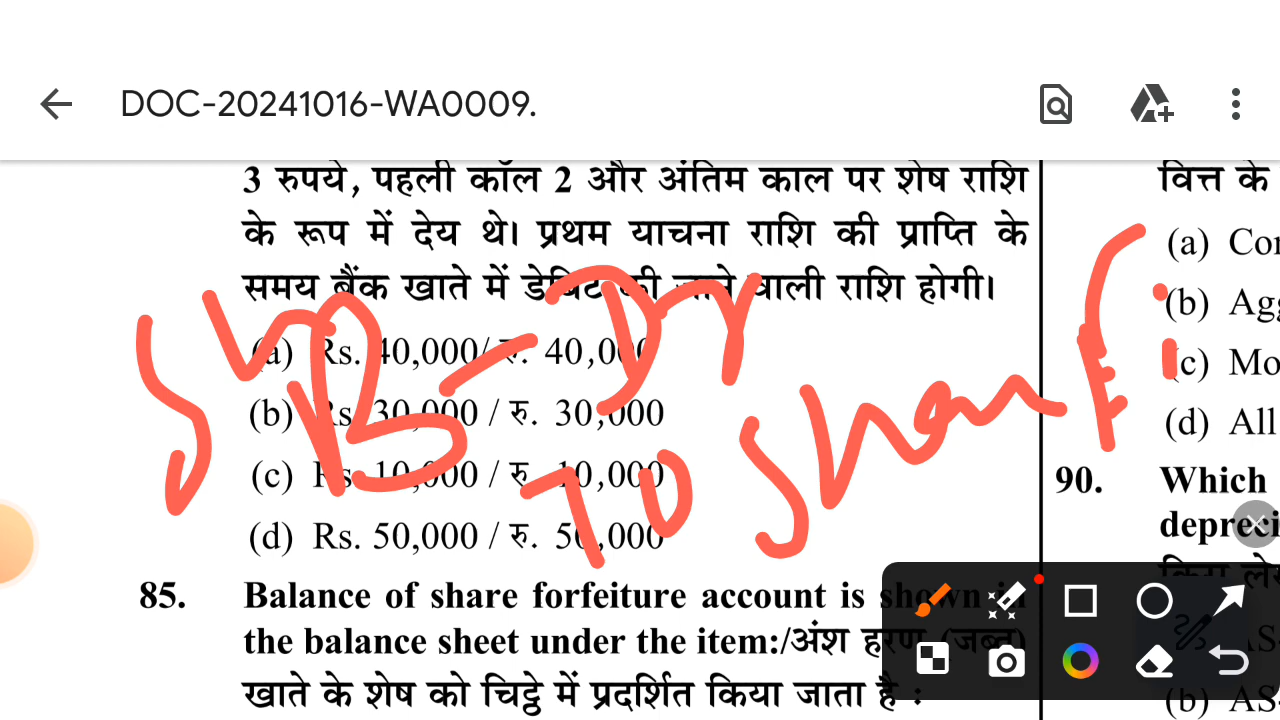 DOC-20241016-WA0009.
3 रुपये, पहली कॉल 2 और अंतिम काल पर शेष राशि
के रूप में देय थे। प्रथम याचना राशि की प्राप्ति के
समय बैंक खाते में डेबिट की जाने वाली राशि होगी।
(a) Rs. 40,000/ रु. 40,000
(b) Rs. 30,000 / रु. 30,000
(c) Rs. 10,000 / रु. 10,000
(d) Rs. 50,000 / रु. 50,000
B - Dr
To Share
85. Balance of share forfeiture account is shown in
the balance sheet under the item:/अंश हरण (जब्त)
खाते के शेष को चिट्ठे में प्रदर्शित किया जाता है :
वित्त के
(a) Con
(b) Agg
(c) Mo
(d) All
90. Which
depreci
(b) AS